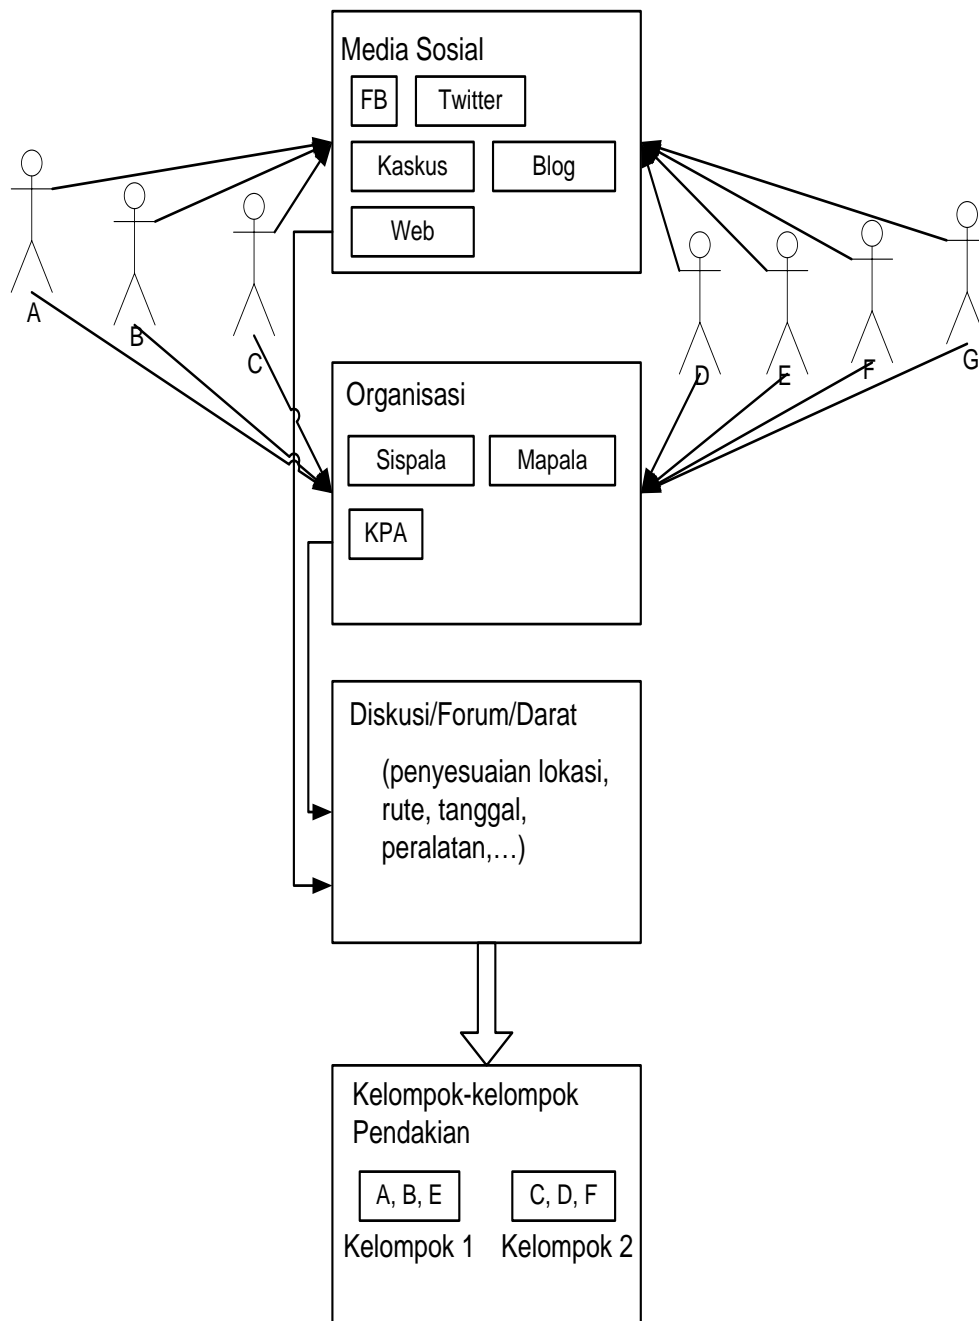 Media Sosial
FB
Twitter
Kaskus
Blog
Web
A
B
C
D
E
F
G
Organisasi
Sispala
Mapala
KPA
Diskusi/Forum/Darat
(penyesuaian lokasi,
rute, tanggal,
peralatan,…)
Kelompok-kelompok
Pendakian
A, B, E
C, D, F
Kelompok 1
Kelompok 2